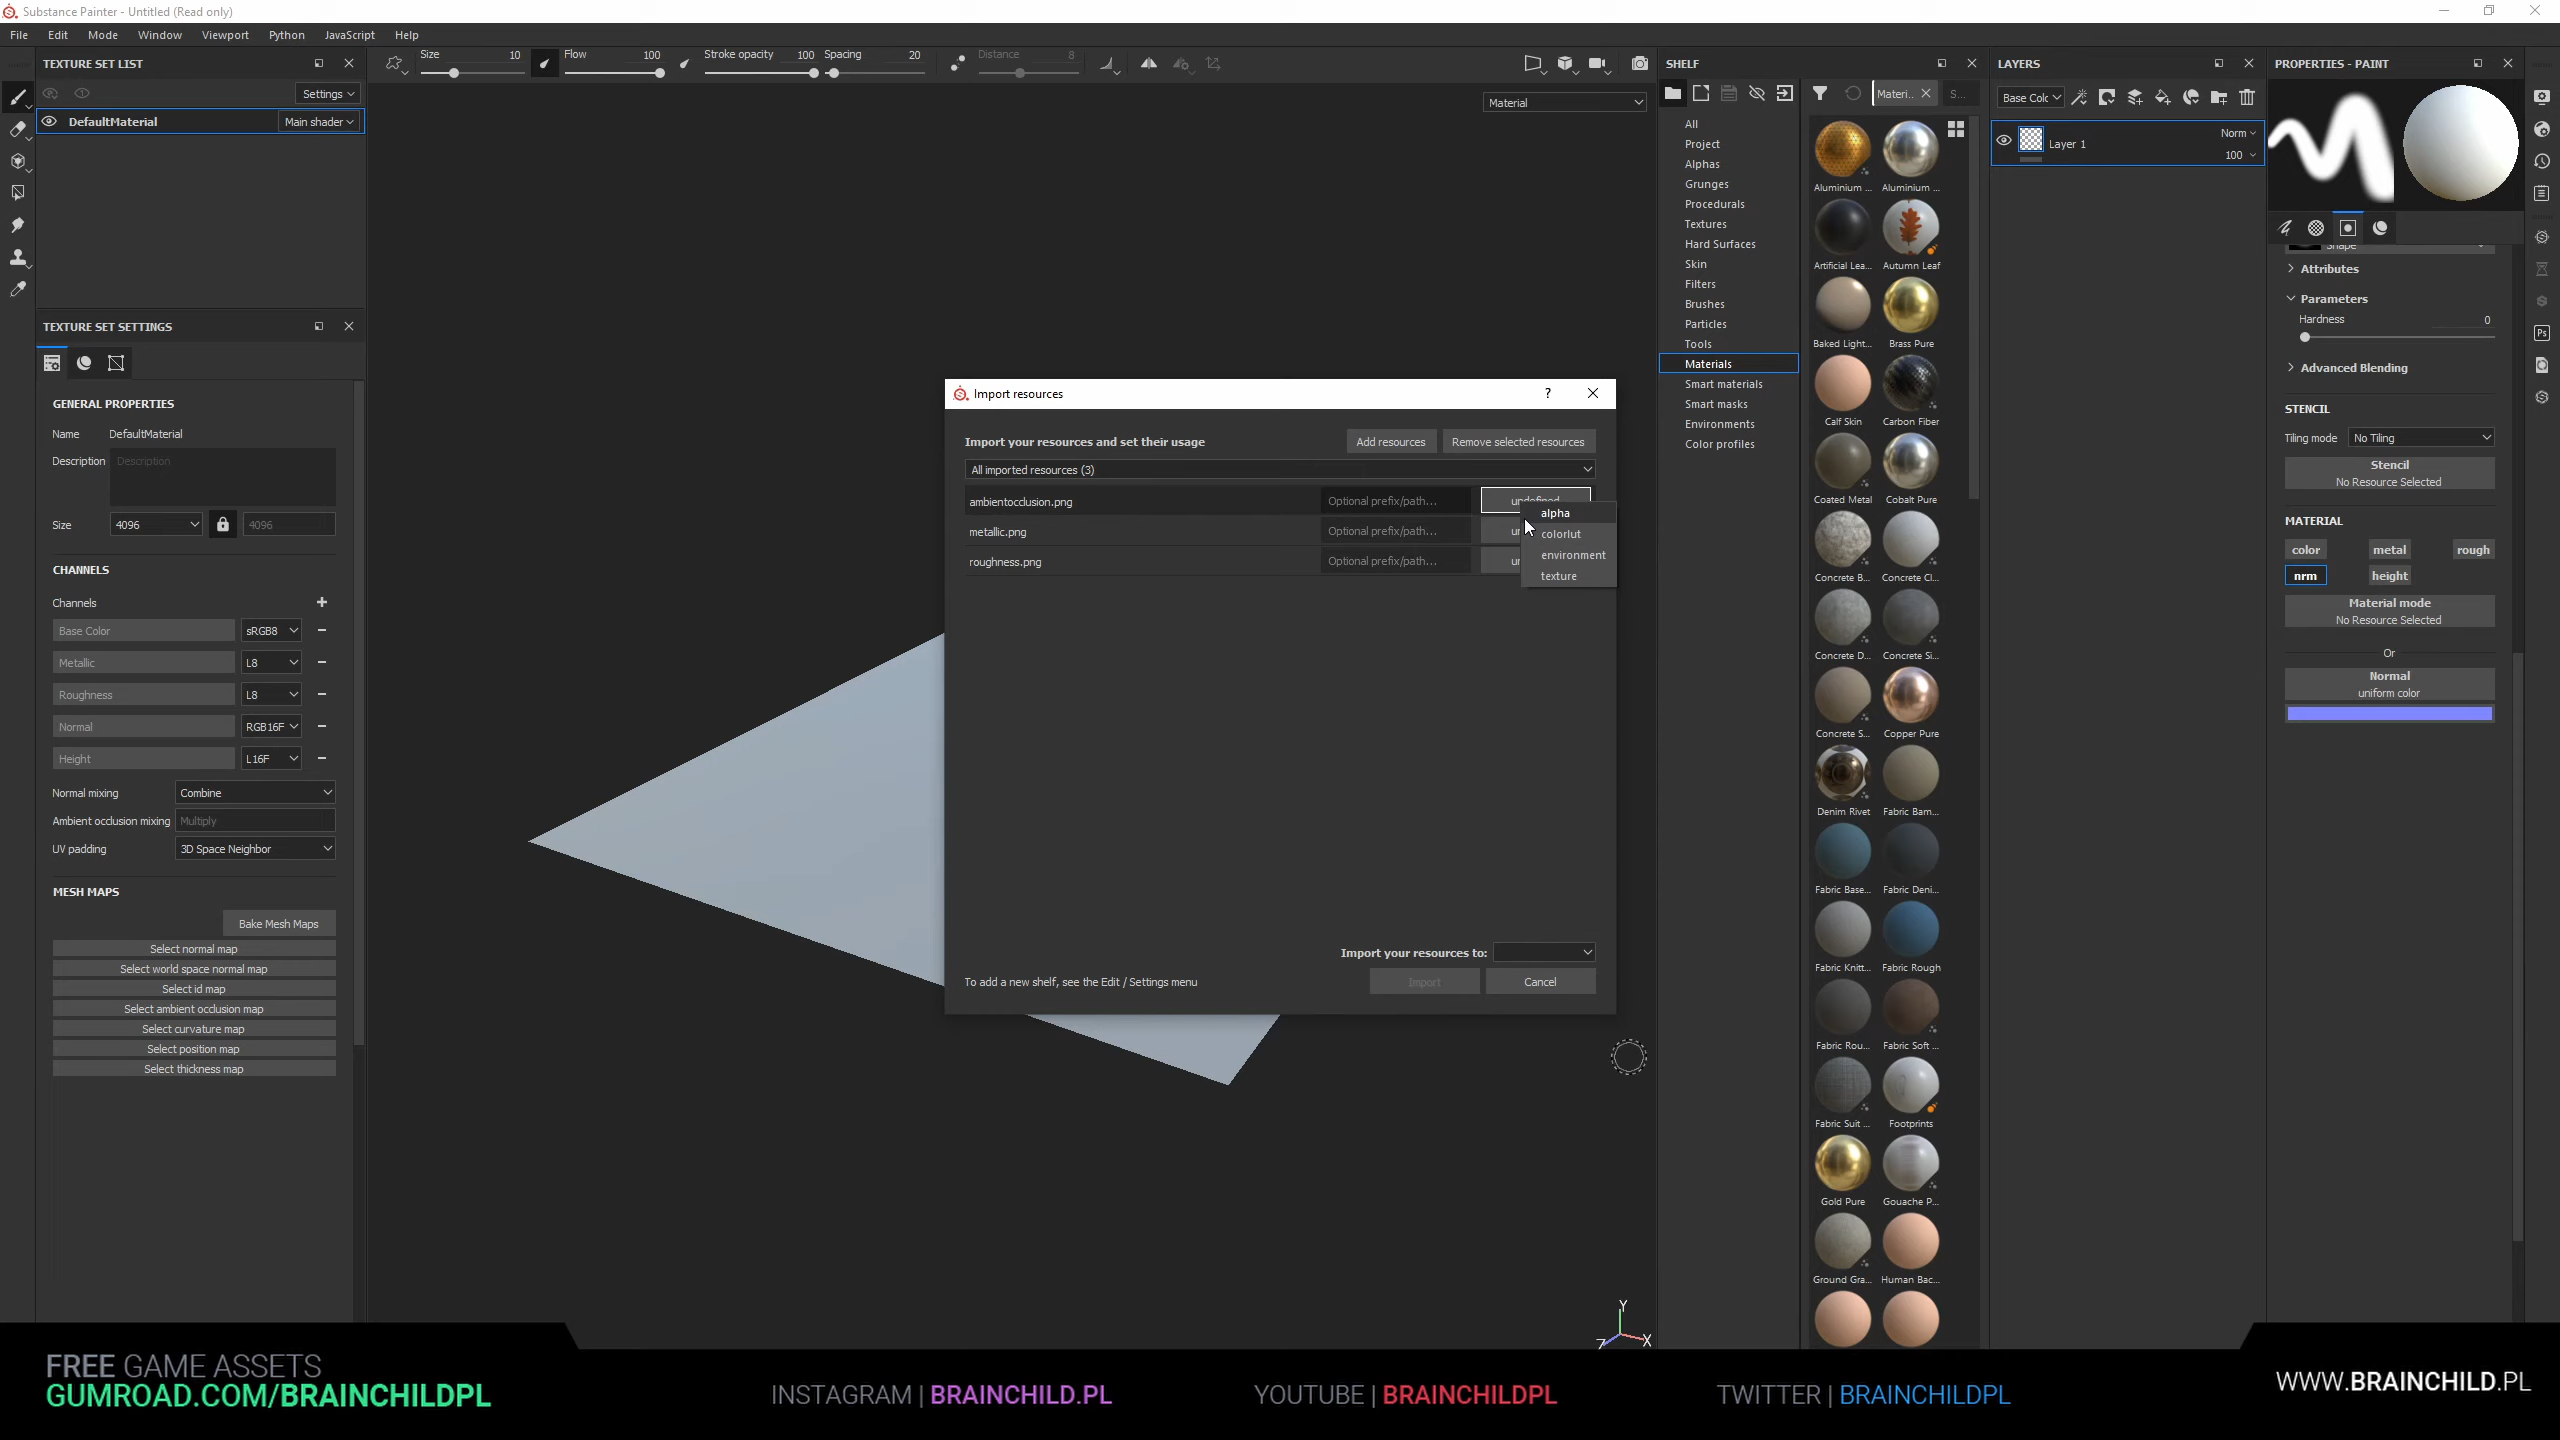 Substance Painter - Untitled (Read only)
File Edit Mode Window Viewport Python JavaScript Help
TEXTURE SET LIST
Settings
DefaultMaterial Main shader
TEXTURE SET SETTINGS
GENERAL PROPERTIES
Name DefaultMaterial
Description Description
Size 4096 4096
CHANNELS
Channels
Base Color sRGB8
Metallic L8
Roughness L8
Normal RGB16F
Height L16F
Normal mixing Combine
Ambient occlusion mixing Multiply
UV padding 3D Space Neighbor
MESH MAPS
Bake Mesh Maps
Select normal map
Select world space normal map
Select id map
Select ambient occlusion map
Select curvature map
Select position map
Select thickness map
Size 10 Flow 100 Stroke opacity 100 Spacing 20 Distance 8
Material
Import resources
Import your resources and set their usage Add resources Remove selected resources
All imported resources (3)
ambientocclusion.png Optional prefix/path... undefined
metallic.png Optional prefix/path... un
roughness.png Optional prefix/path... un
alpha
colorlut
environment
texture
Import your resources to:
To add a new shelf, see the Edit / Settings menu Import Cancel
Y
X
Z
SHELF
Materi.. S...
All
Project
Alphas
Grunges
Procedurals
Textures
Hard Surfaces
Skin
Filters
Brushes
Particles
Tools
Materials
Smart materials
Smart masks
Environments
Color profiles
Aluminium ... Aluminium ...
Artificial Lea... Autumn Leaf
Baked Light... Brass Pure
Calf Skin Carbon Fiber
Coated Metal Cobalt Pure
Concrete B... Concrete Cl...
Concrete D... Concrete Si...
Concrete S... Copper Pure
Denim Rivet Fabric Bam...
Fabric Base... Fabric Deni...
Fabric Knitt... Fabric Rough
Fabric Rou... Fabric Soft ...
Fabric Suit ... Footprints
Gold Pure Gouache P...
Ground Gra... Human Bac...
LAYERS
Base Colc
Layer 1 Norm
100
PROPERTIES - PAINT
Shape
Attributes
Parameters
Hardness 0
Advanced Blending
STENCIL
Tiling mode No Tiling
Stencil
No Resource Selected
MATERIAL
color metal rough
nrm height
Material mode
No Resource Selected
Or
Normal
uniform color
Ps
FREE GAME ASSETS
GUMROAD.COM/BRAINCHILDPL
INSTAGRAM | BRAINCHILD.PL
YOUTUBE | BRAINCHILDPL
TWITTER | BRAINCHILDPL
WWW.BRAINCHILD.PL